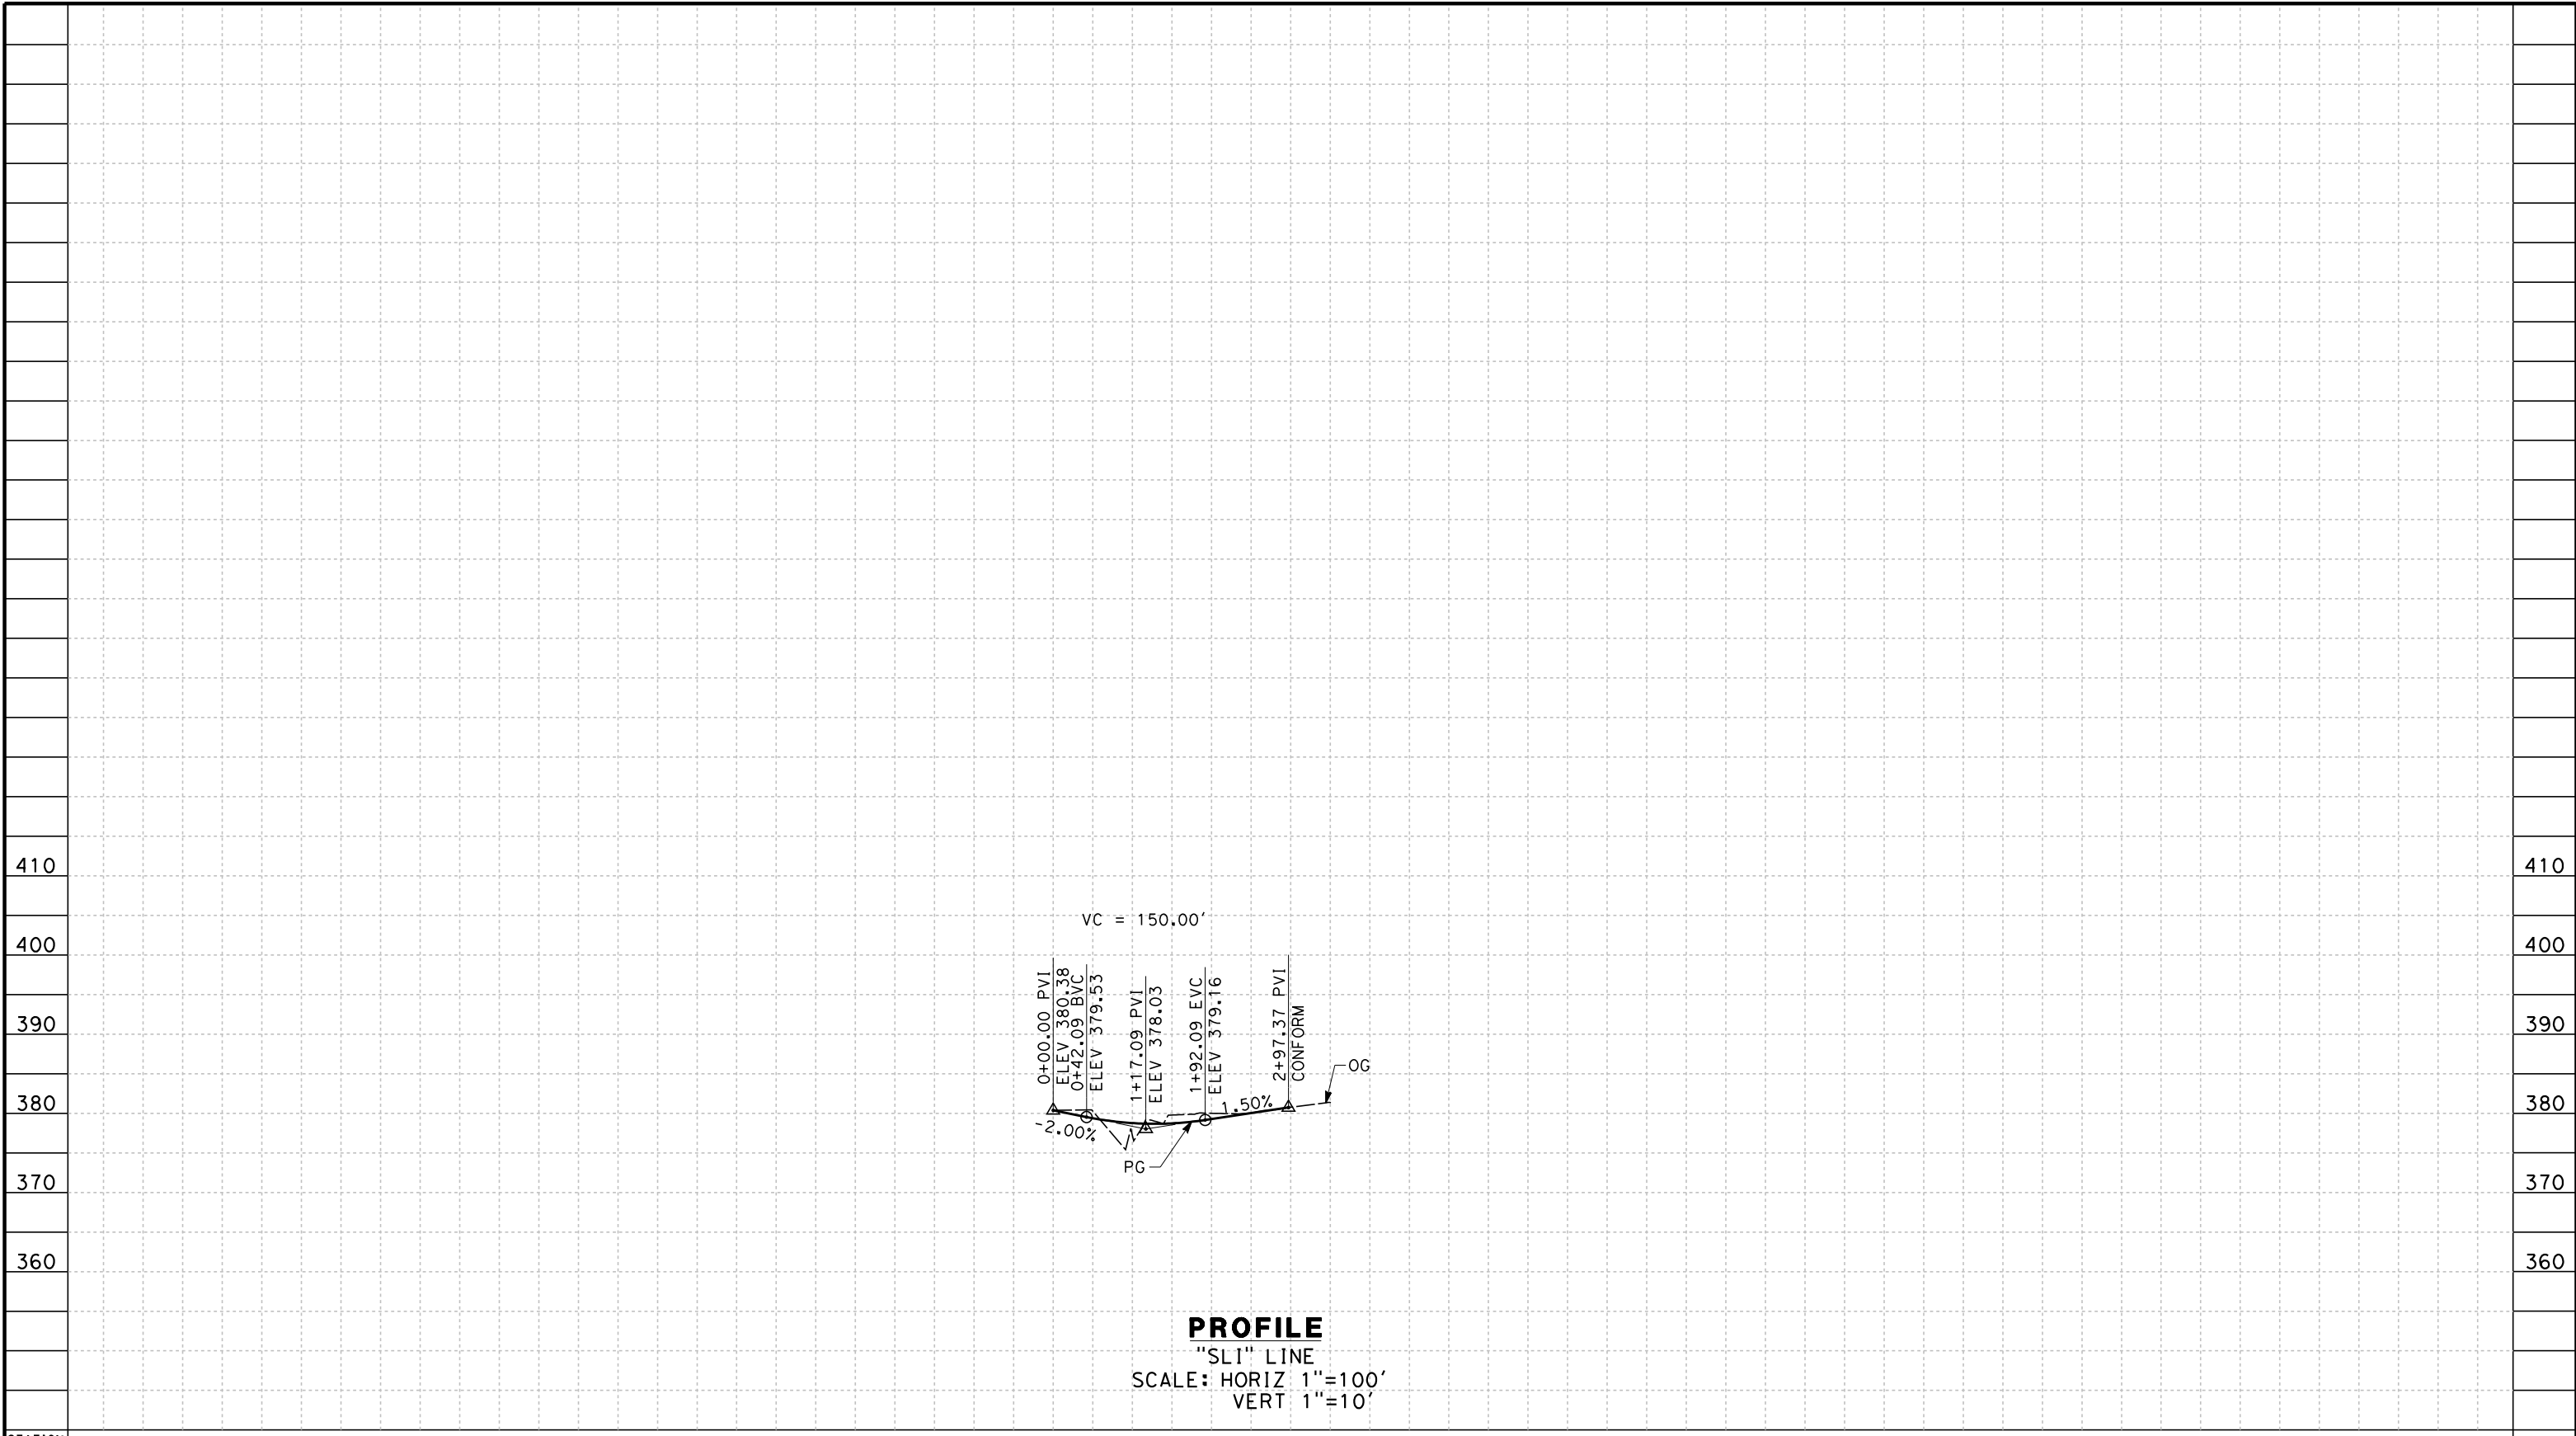 410
410
VC = 150.00'
400
400
0+00.00 PVI
ELEV 380.38
0+42.09 BVC
ELEV 379.53
1+17.09 PVI
ELEV 378.03
1+92.09 EVC
ELEV 379.16
2+97.37 PVI
CONFORM
390
390
OG
380
-2.00%
1.50%
380
PG
370
370
360
360
PROFILE
"SLI" LINE
SCALE: HORIZ 1"=100'
VERT 1"=10'